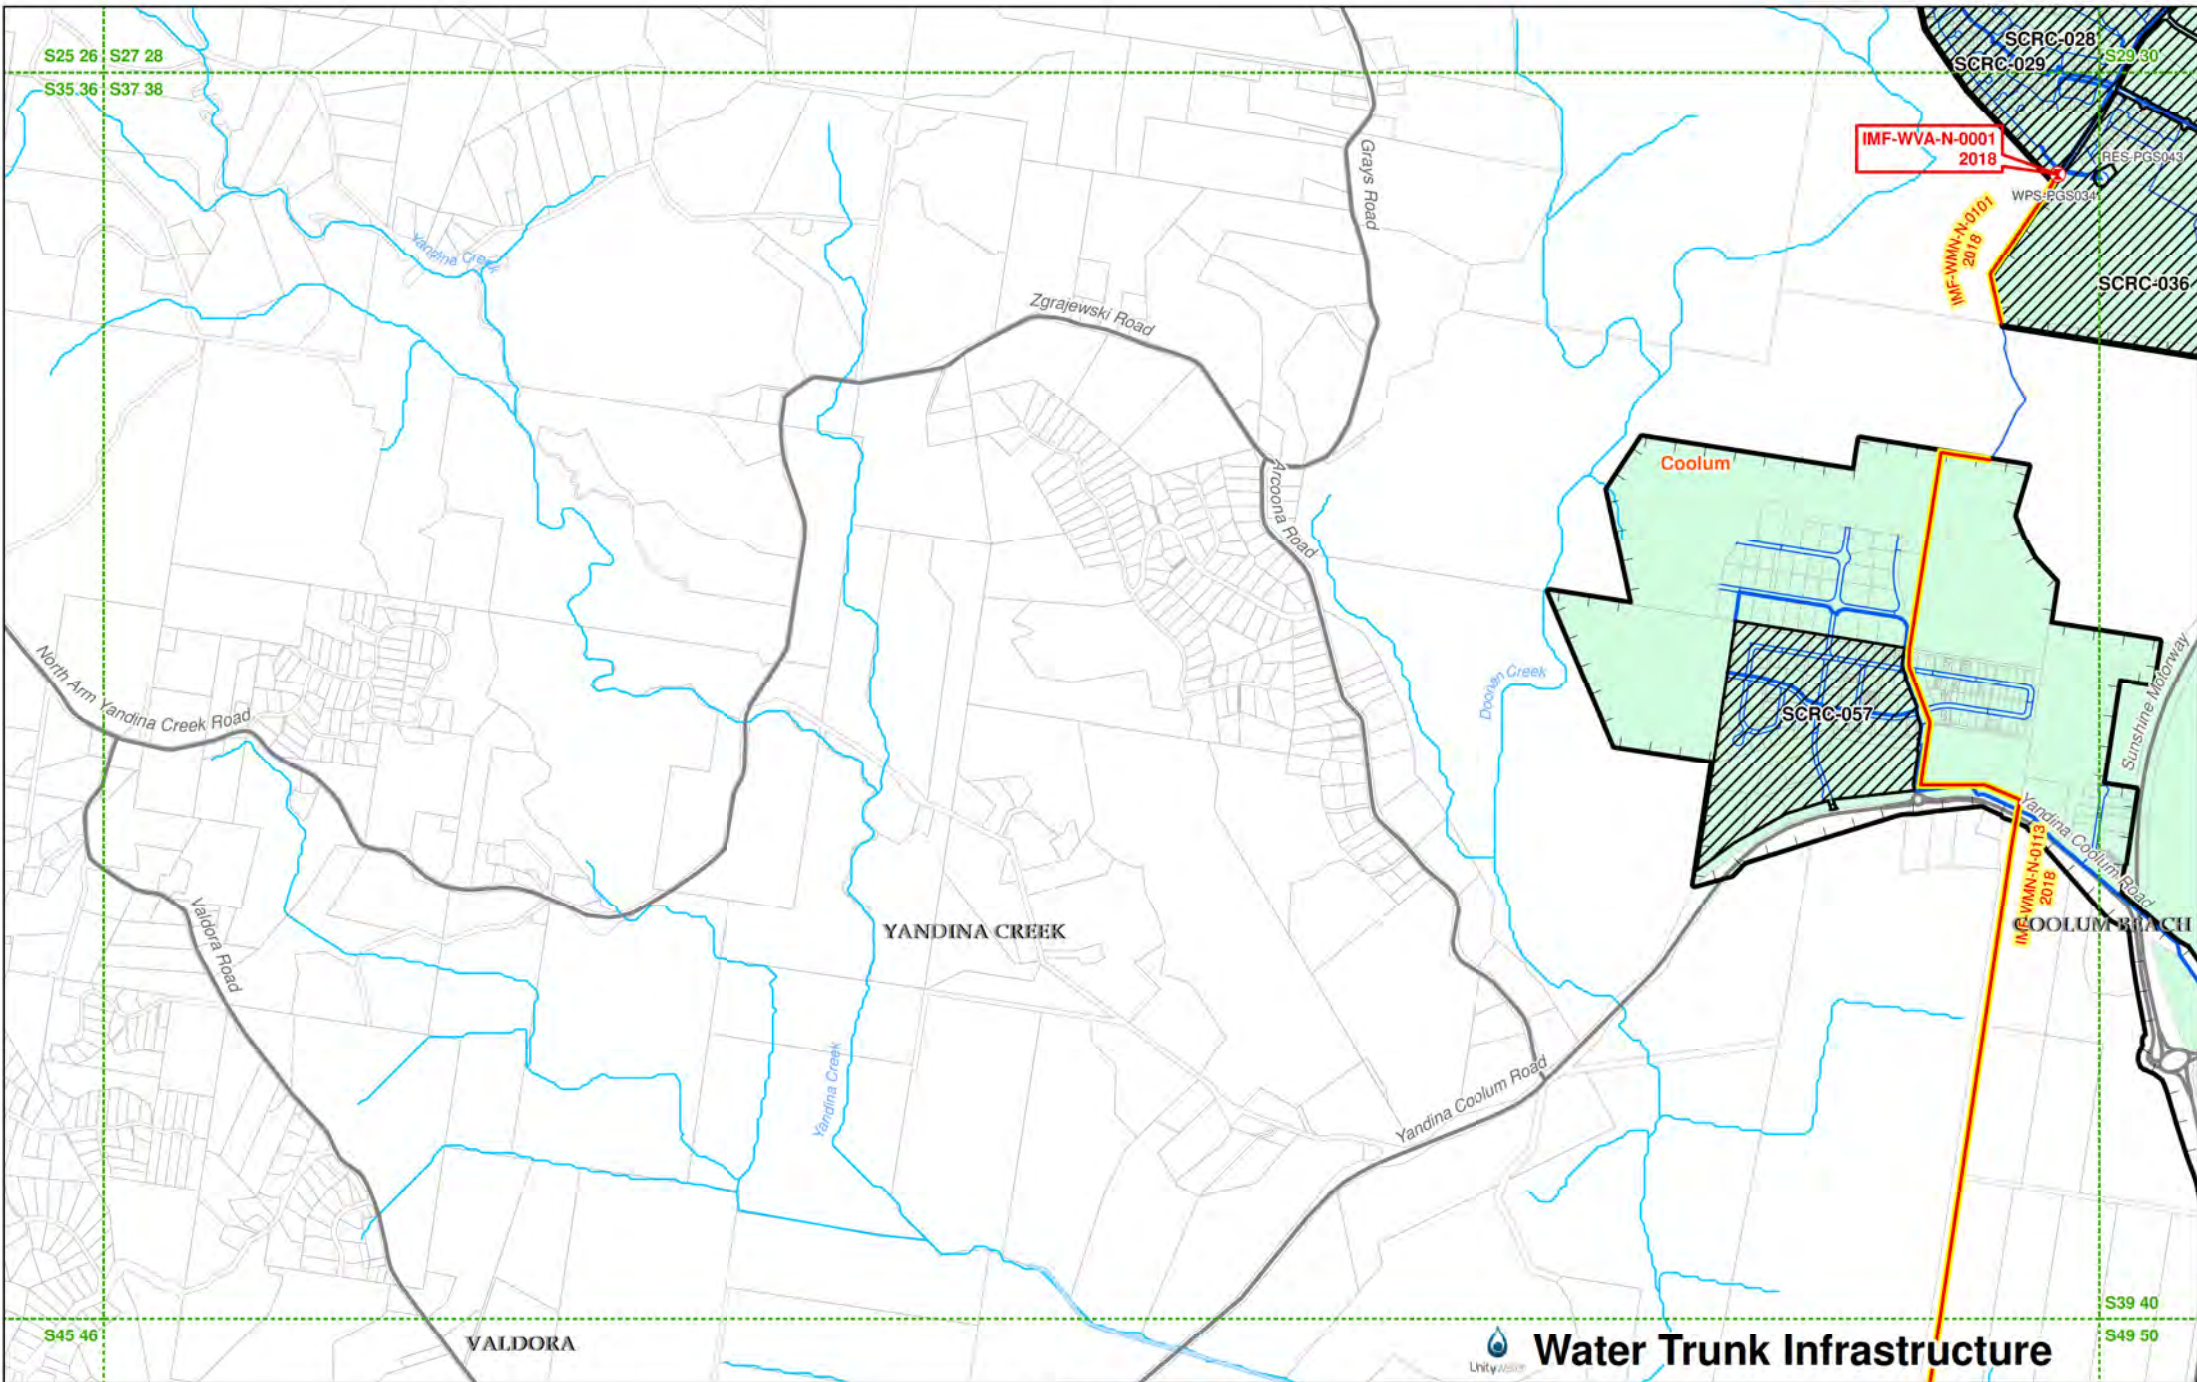 S25 26 S27 28
S35 36 S37 38
SCRC-028
SCRC-029
S29 30
IMF-WVA-N-0001
2018
RES-PGS043
WPS-PGS034
IMF-WMN-N-0101
2018
SCRC-036
Grays Road
Yandina Creek
Zgrajewski Road
Coolum
Arcoona Road
North Arm Yandina Creek Road
Doonan Creek
SCRC-057
Sunshine Motorway
Yandina Coolum Road
IMF-WMN-N-0113
2018
COOLUM BEACH
Valdora Road
YANDINA CREEK
Yandina Creek
Yandina Coolum Road
S39 40
S45 46
S49 50
VALDORA
Unitywater
Water Trunk Infrastructure